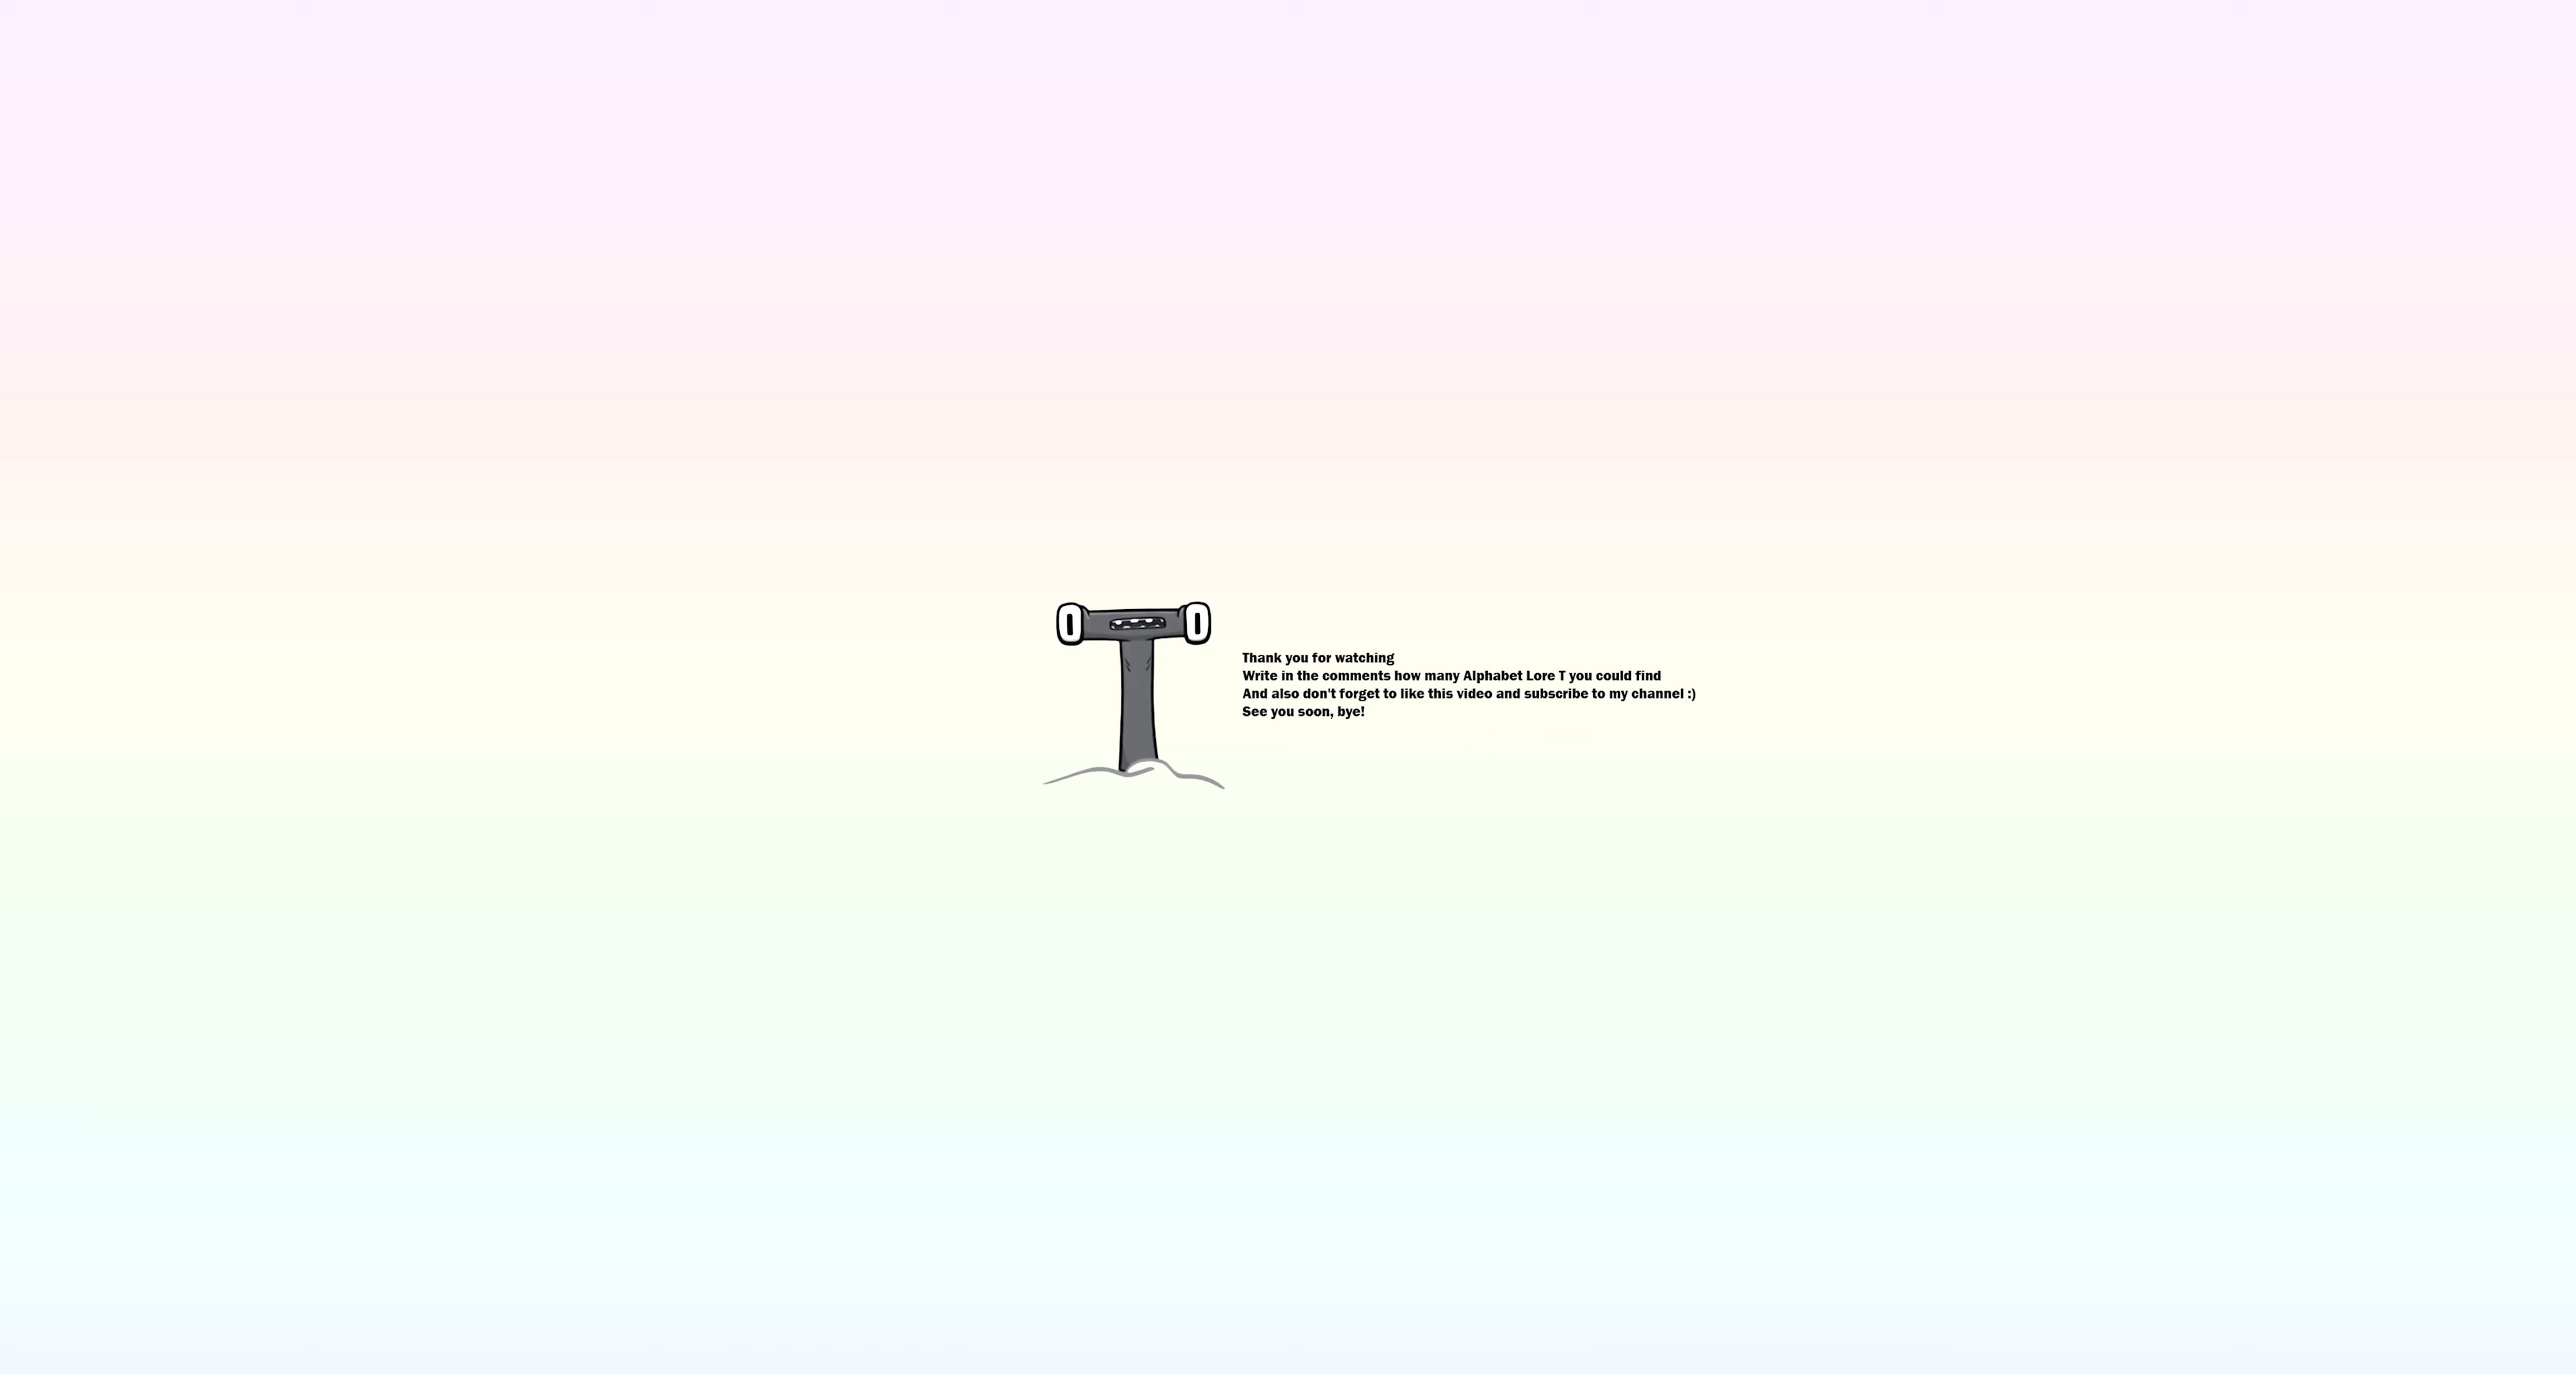 Thank you for watching
Write in the comments how many Alphabet Lore T you could find
And also don't forget to like this video and subscribe to my channel :)
See you soon, bye!